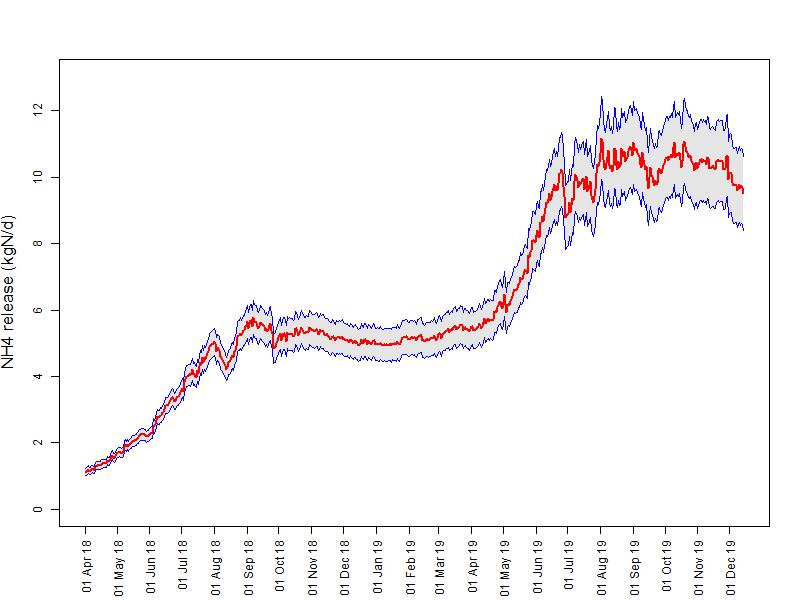 NH4 release (kgN/d)
12
10
8
6
4
2
0
01 Apr 18
01 May 18
01 Jun 18
01 Jul 18
01 Aug 18
01 Sep 18
01 Oct 18
01 Nov 18
01 Dec 18
01 Jan 19
01 Feb 19
01 Mar 19
01 Apr 19
01 May 19
01 Jun 19
01 Jul 19
01 Aug 19
01 Sep 19
01 Oct 19
01 Nov 19
01 Dec 19